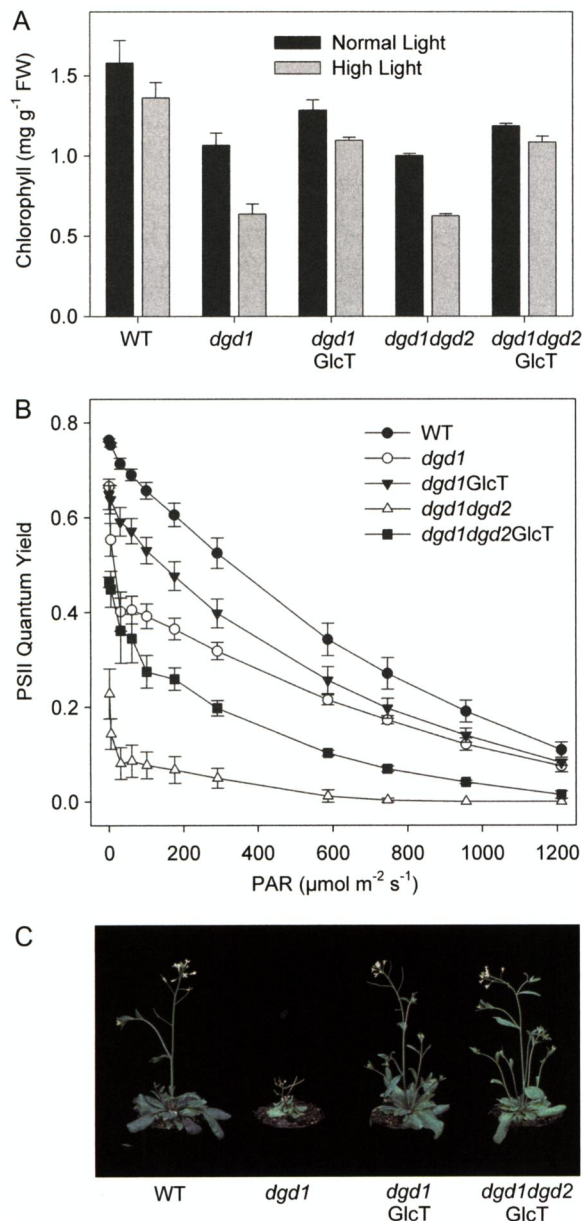 A
Chlorophyll (mg g⁻¹ FW)
1.5
1.0
0.5
0.0
Normal Light
High Light
WT
dgd1
dgd1
GlcT
dgd1dgd2
dgd1dgd2
GlcT
B
PSII Quantum Yield
0.8
0.6
0.4
0.2
0.0
WT
dgd1
dgd1GlcT
dgd1dgd2
dgd1dgd2GlcT
0
200
400
600
800
1000
1200
PAR (µmol m⁻² s⁻¹)
C
WT
dgd1
dgd1
GlcT
dgd1dgd2
GlcT